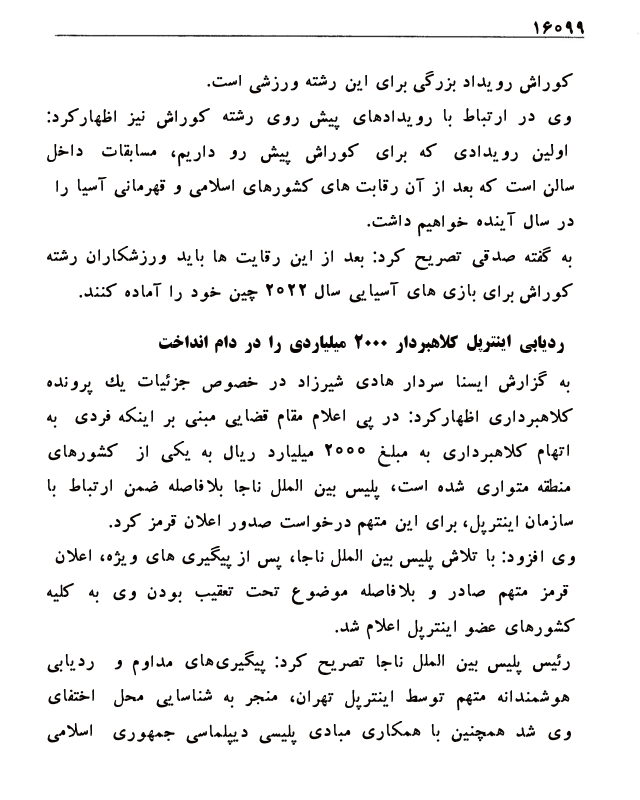 ۱۶۰۹۹
کوراش رویداد بزرگی برای این رشته ورزشی است.
وی در ارتباط با رویدادهای پیش روی رشته کوراش نیز اظهارکرد:
اولین رویدادی که برای کوراش پیش رو داریم، مسابقات داخل
سالن است که بعد از آن رقابت های کشورهای اسلامی و قهرمانی آسیا را
در سال آینده خواهیم داشت.
به گفته صدقی تصریح کرد: بعد از این رقابت ها باید ورزشکاران رشته
کوراش برای بازی های آسیایی سال ۲۰۲۲ چین خود را آماده کنند.
ردیابی اینترپل کلاهبردار ۲۰۰۰ میلیاردی را در دام انداخت
به گزارش ایسنا سردار هادی شیرزاد در خصوص جزئیات یك پرونده
کلاهبرداری اظهارکرد: در پی اعلام مقام قضایی مبنی بر اینکه فردی به
اتهام کلاهبرداری به مبلغ ۲۰۰۰ میلیارد ریال به یکی از کشورهای
منطقه متواری شده است، پلیس بین الملل ناجا بلافاصله ضمن ارتباط با
سازمان اینترپل، برای این متهم درخواست صدور اعلان قرمز کرد.
وی افزود: با تلاش پلیس بین الملل ناجا، پس از پیگیری های ویژه، اعلان
قرمز متهم صادر و بلافاصله موضوع تحت تعقیب بودن وی به کلیه
کشورهای عضو اینترپل اعلام شد.
رئیس پلیس بین الملل ناجا تصریح کرد: پیگیری‌های مداوم و ردیابی
هوشمندانه متهم توسط اینترپل تهران، منجر به شناسایی محل اختفای
وی شد همچنین با همکاری مبادی پلیسی دیپلماسی جمهوری اسلامی